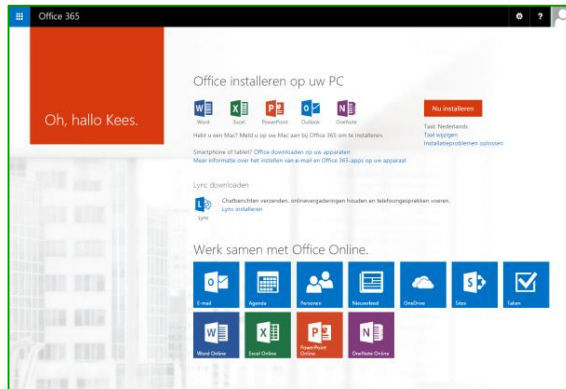 Office 365
?
Oh, hallo Kees.
Office installeren op uw PC
Word Excel PowerPoint Outlook OneNote
Nu installeren
Hebt u een Mac? Meld u op uw Mac aan bij Office 365 om te installeren.
Taal: Nederlands
Taal wijzigen
Installatieproblemen oplossen
Smartphone of tablet? Office downloaden op uw apparaten
Meer informatie over het instellen van e-mail en Office 365-apps op uw apparaat
Lync downloaden
Chatberichten verzenden, onlinevergaderingen houden en telefoongesprekken voeren.
Lync installeren
Lync
Werk samen met Office Online.
E-mail Agenda Personen Nieuwsfeed OneDrive Sites Taken
Word Online Excel Online PowerPoint Online OneNote Online